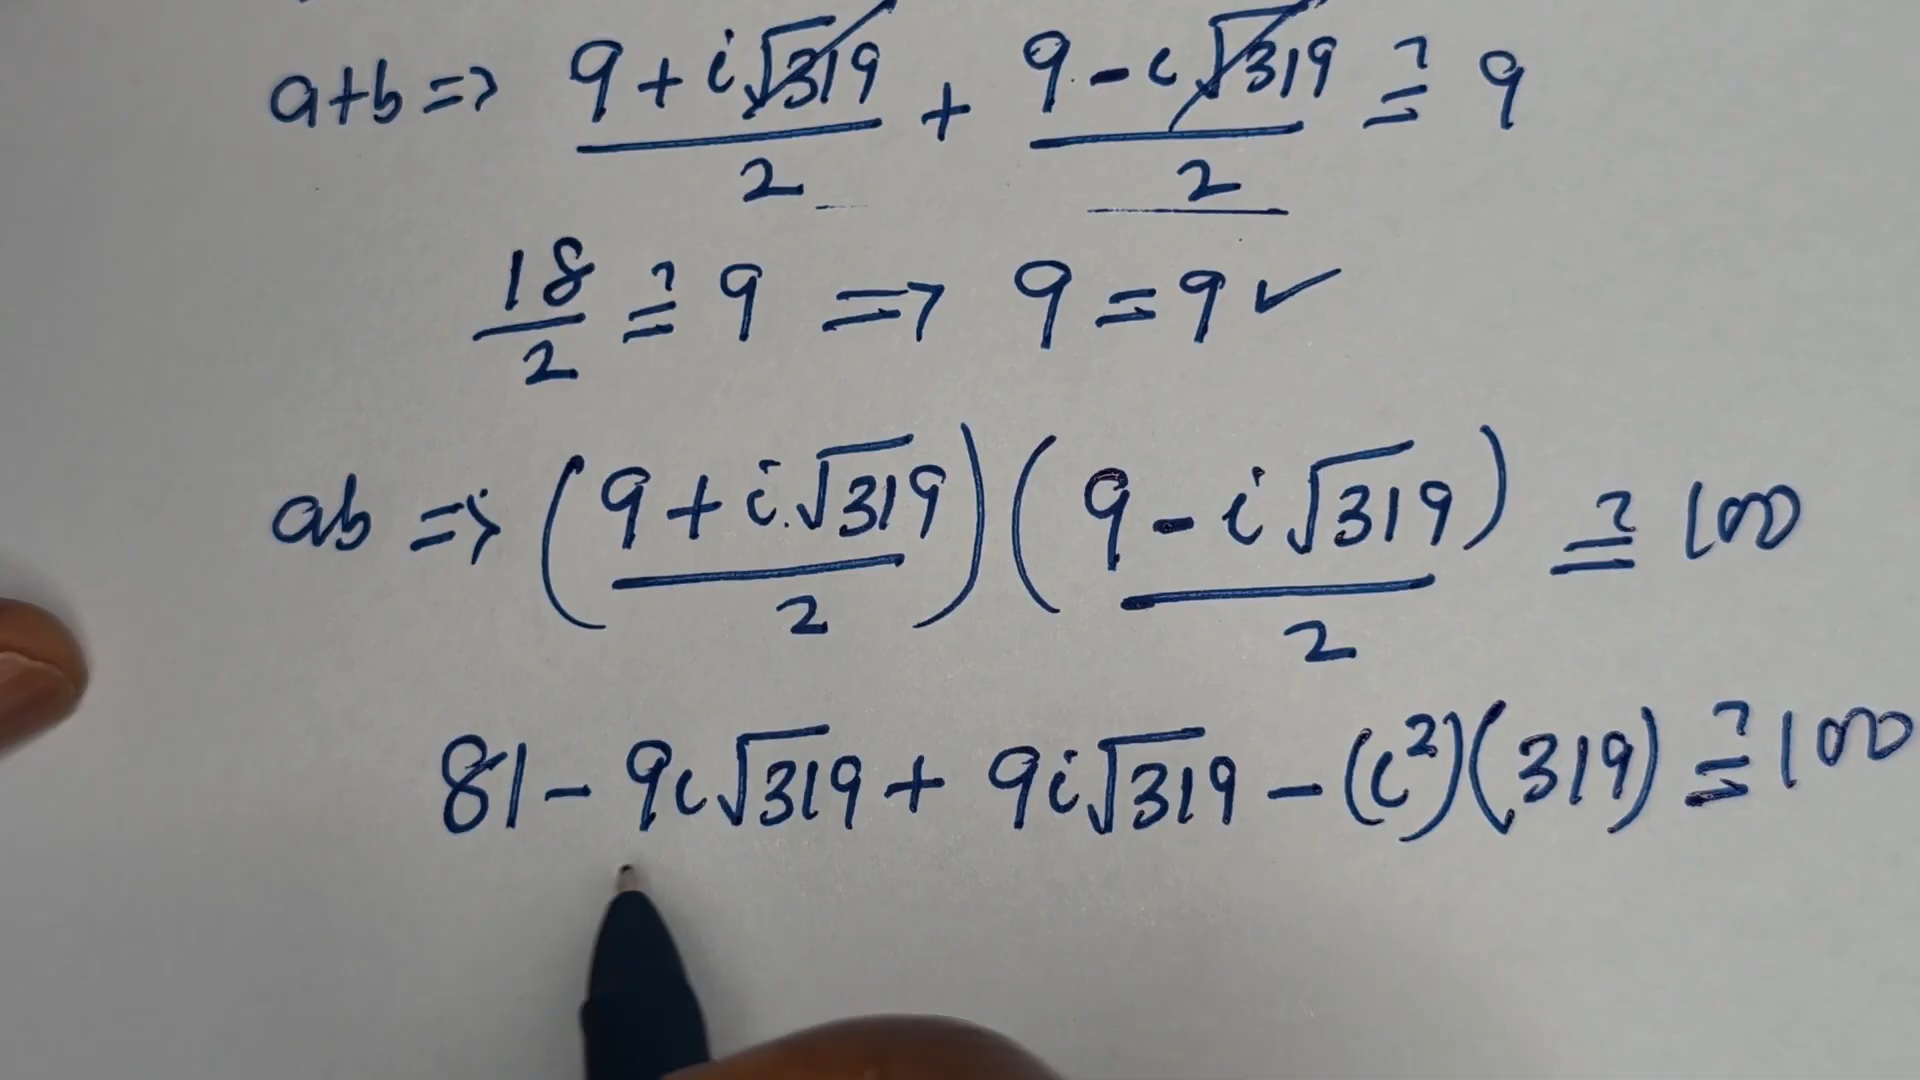 a+b => (9 + i√319)/2 + (9 - i√319)/2 ≟ 9
18/2 ≟ 9 => 9 = 9 ✓
ab => ((9 + i√319)/2)((9 - i√319)/2) ≟ 100
81 - 9i√319 + 9i√319 - (i²)(319) ≟ 100